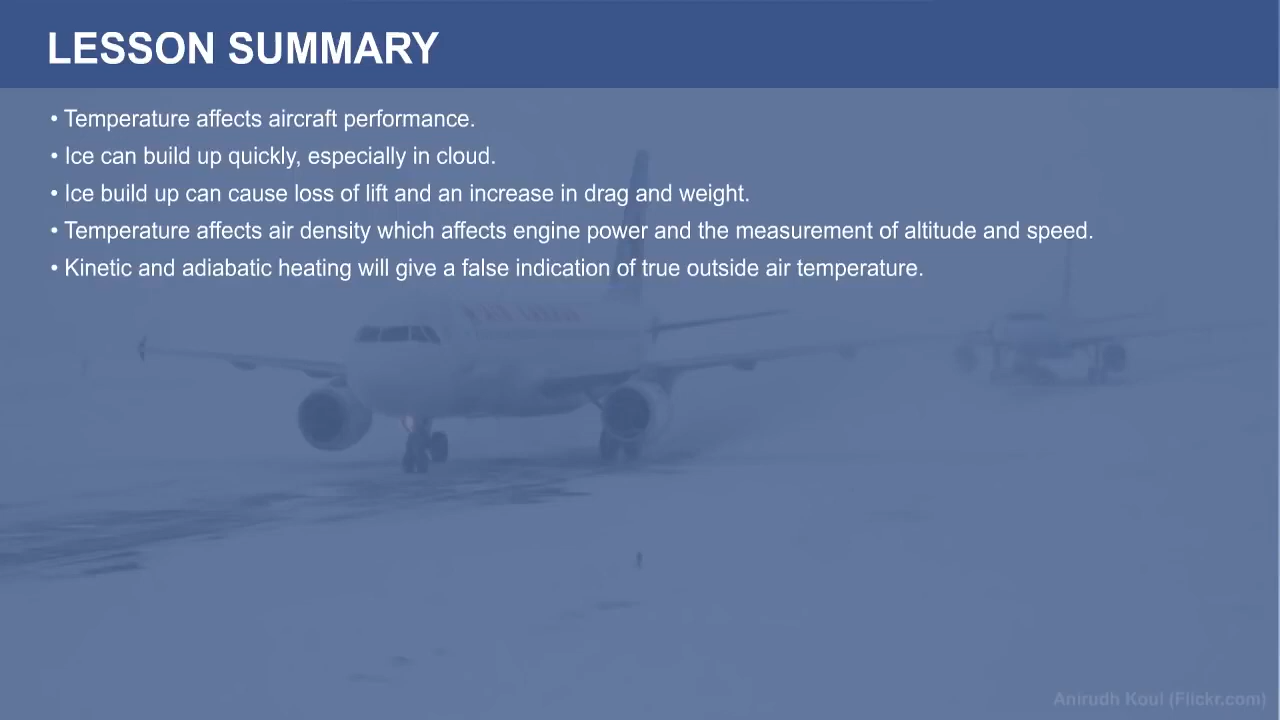 LESSON SUMMARY
• Temperature affects aircraft performance.
• Ice can build up quickly, especially in cloud.
• Ice build up can cause loss of lift and an increase in drag and weight.
• Temperature affects air density which affects engine power and the measurement of altitude and speed.
• Kinetic and adiabatic heating will give a false indication of true outside air temperature.
Anirudh Koul (Flickr.com)